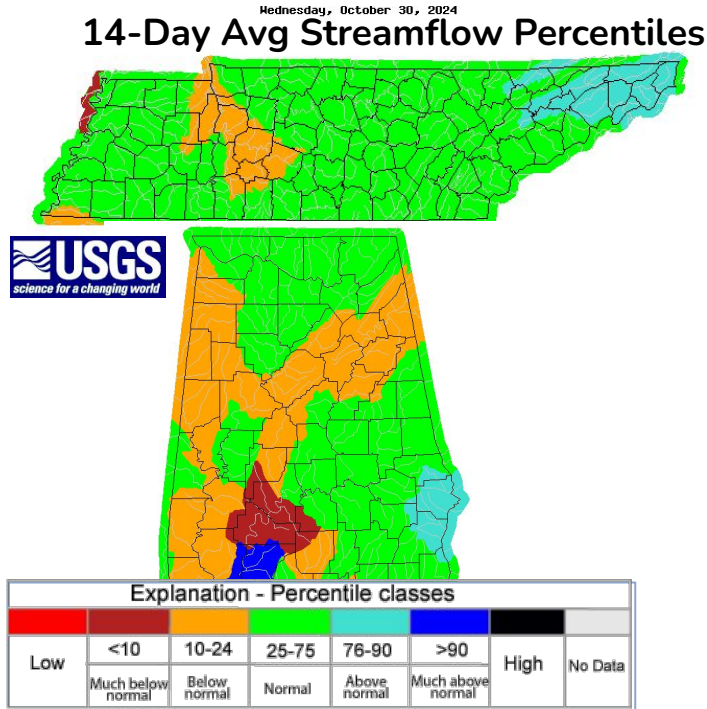 Wednesday, October 30, 2024
14-Day Avg Streamflow Percentiles
USGS
science for a changing world
Explanation - Percentile classes
Low
<10
10-24
25-75
76-90
>90
High
No Data
Much below normal
Below normal
Normal
Above normal
Much above normal